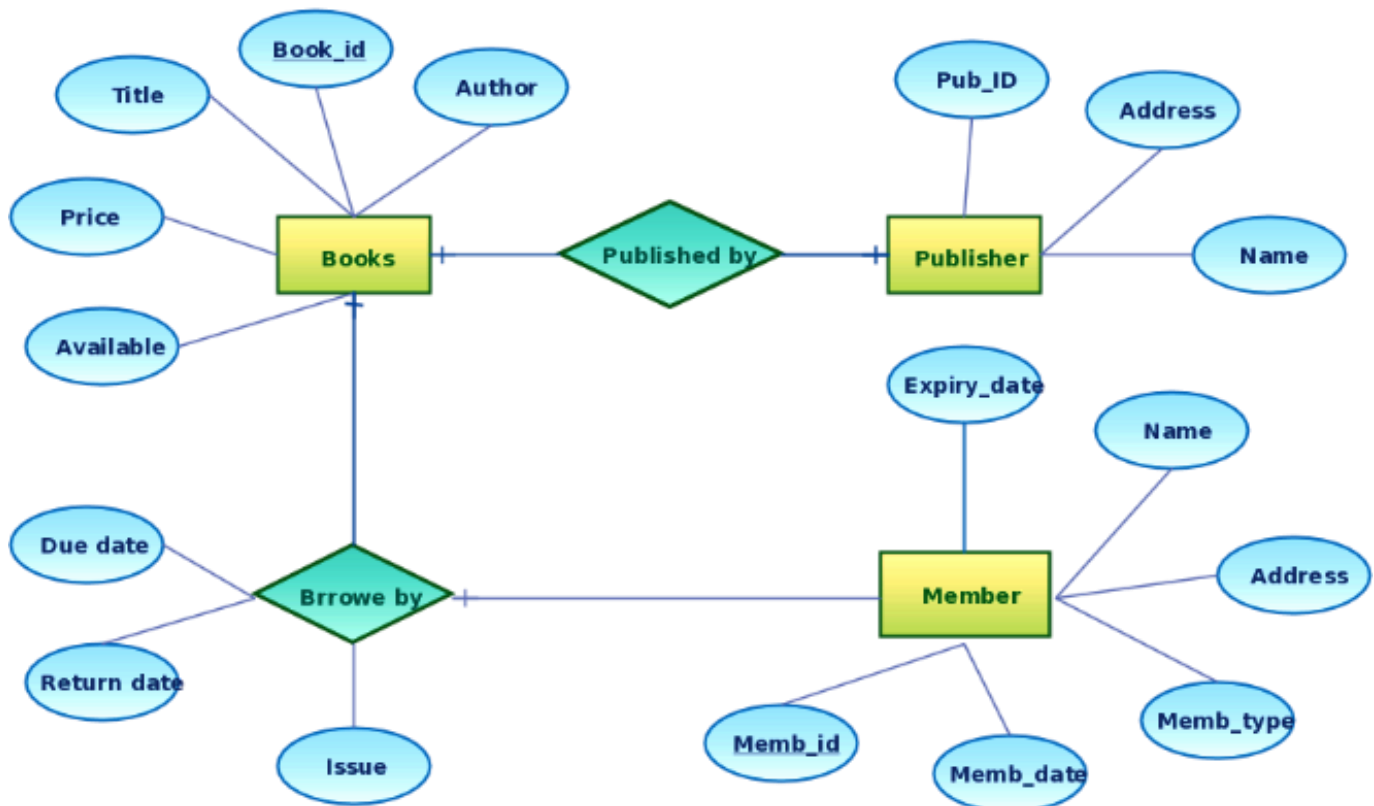 Book_id
Author
Title
Pub_ID
Address
Price
Books
Published by
Publisher
Name
Available
Expiry_date
Name
Due date
Brrowe by
Member
Address
Return date
Memb_id
Memb_type
Issue
Memb_date